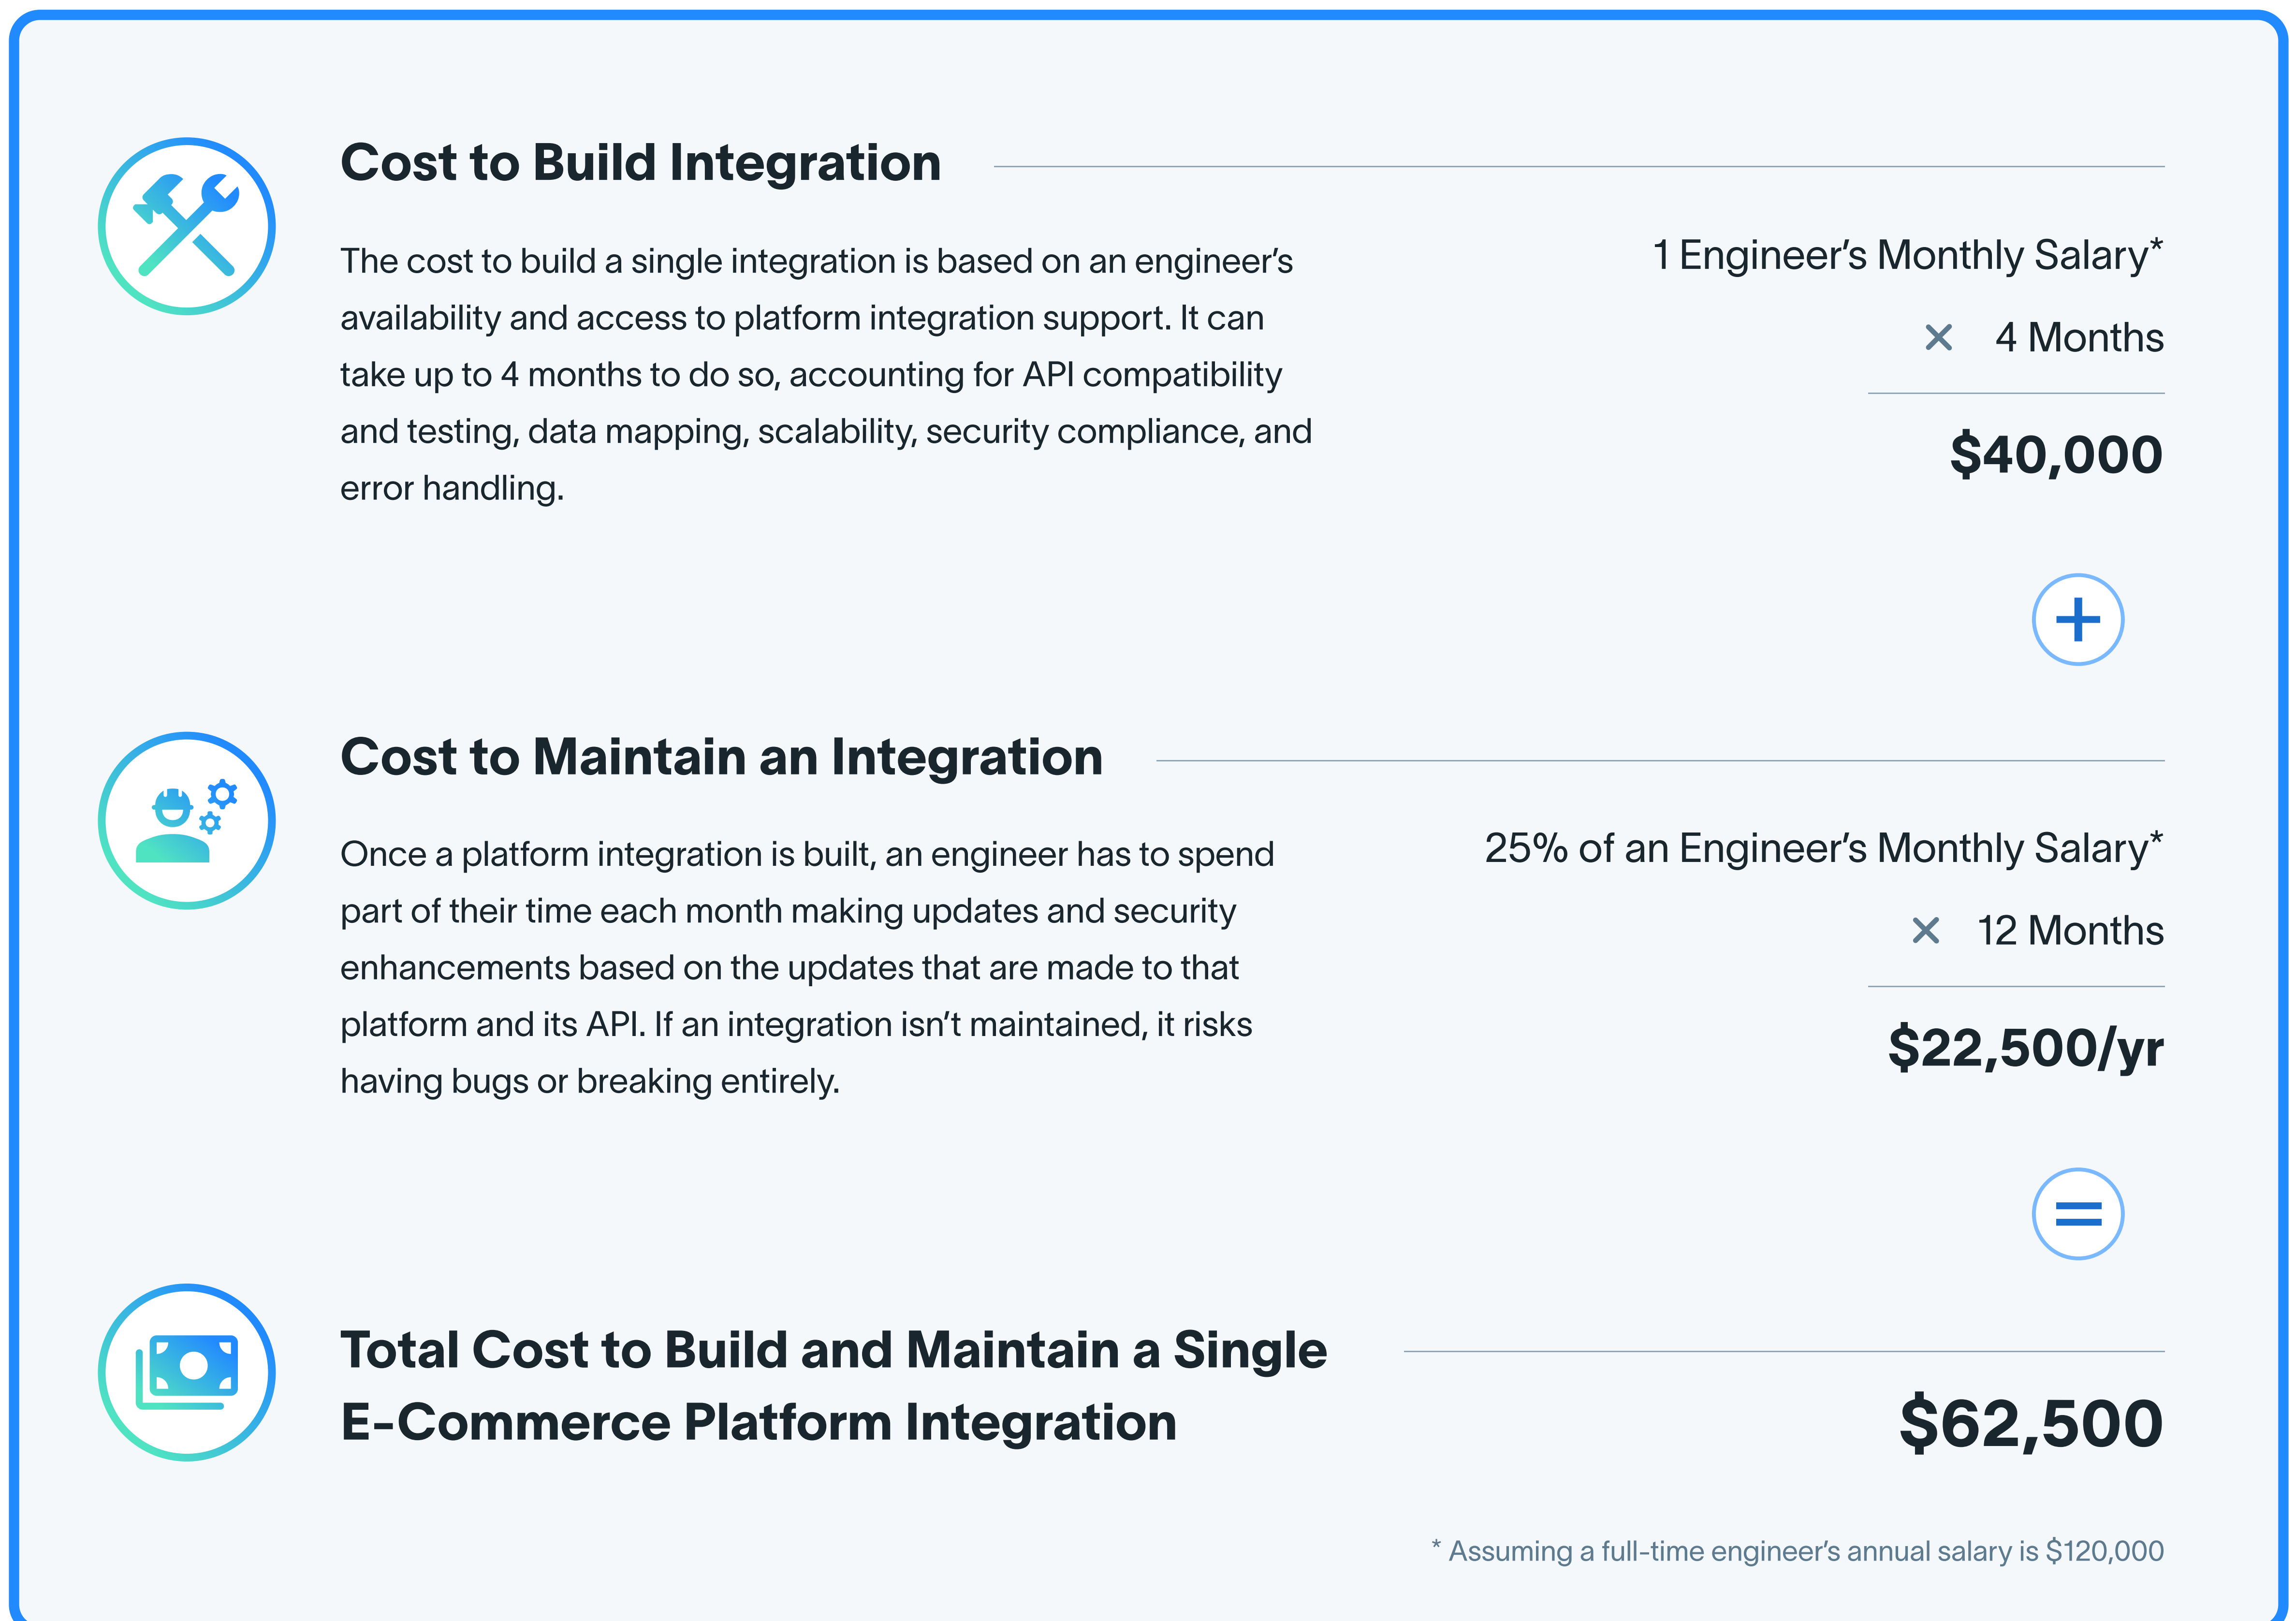 Cost to Build Integration
The cost to build a single integration is based on an engineer’s
availability and access to platform integration support. It can
take up to 4 months to do so, accounting for API compatibility
and testing, data mapping, scalability, security compliance, and
error handling.
1 Engineer’s Monthly Salary*
× 4 Months
$40,000
+
Cost to Maintain an Integration
Once a platform integration is built, an engineer has to spend
part of their time each month making updates and security
enhancements based on the updates that are made to that
platform and its API. If an integration isn’t maintained, it risks
having bugs or breaking entirely.
25% of an Engineer’s Monthly Salary*
× 12 Months
$22,500/yr
=
Total Cost to Build and Maintain a Single
E-Commerce Platform Integration
$62,500
* Assuming a full-time engineer’s annual salary is $120,000